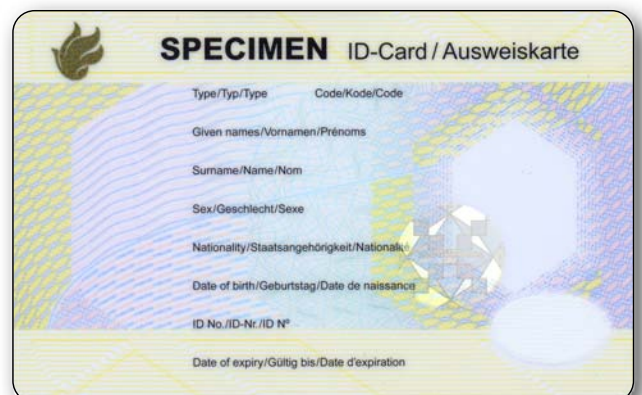 SPECIMEN ID-Card / Ausweiskarte
Type/Typ/Type Code/Kode/Code
Given names/Vornamen/Prénoms
Surname/Name/Nom
Sex/Geschlecht/Sexe
Nationality/Staatsangehörigkeit/Nationalité
Date of birth/Geburtstag/Date de naissance
ID No./ID-Nr./ID Nº
Date of expiry/Gültig bis/Date d'expiration